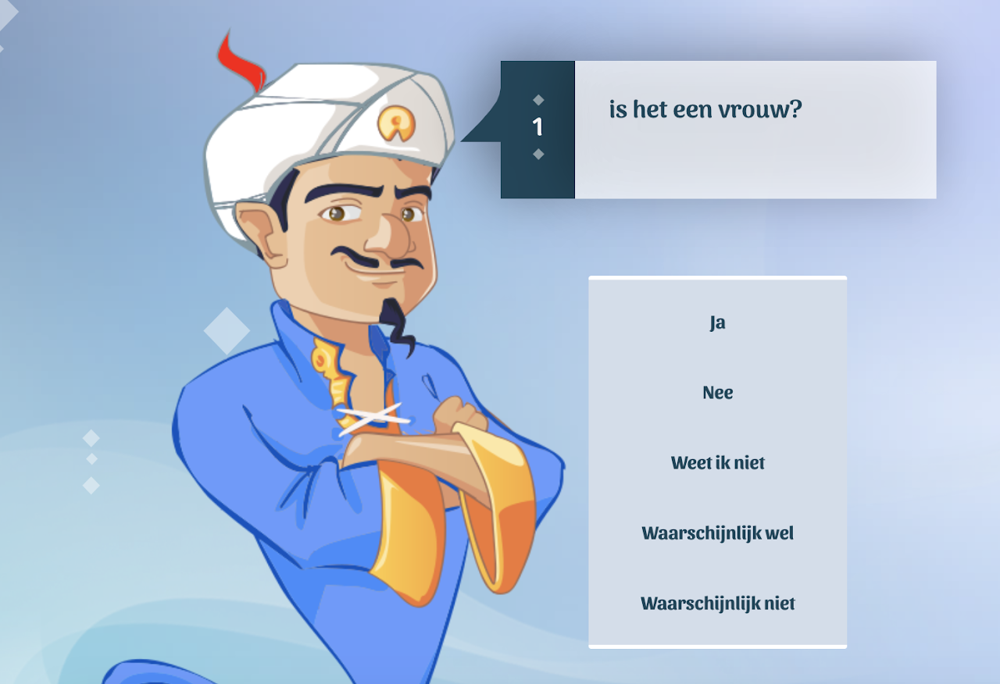 1
is het een vrouw?
Ja
Nee
Weet ik niet
Waarschijnlijk wel
Waarschijnlijk niet